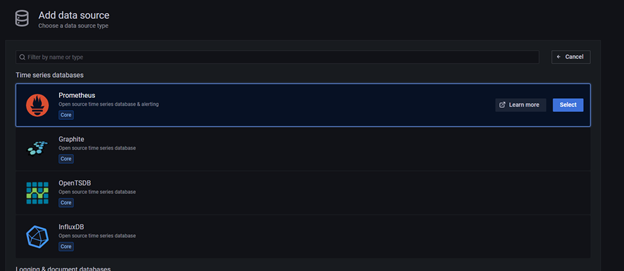 Add data source
Choose a data source type
Filter by name or type
Cancel
Time series databases
Prometheus
Open source time series database & alerting
Core
Learn more
Select
Graphite
Open source time series database
Core
OpenTSDB
Open source time series database
Core
InfluxDB
Open source time series database
Core
Logging & document databases